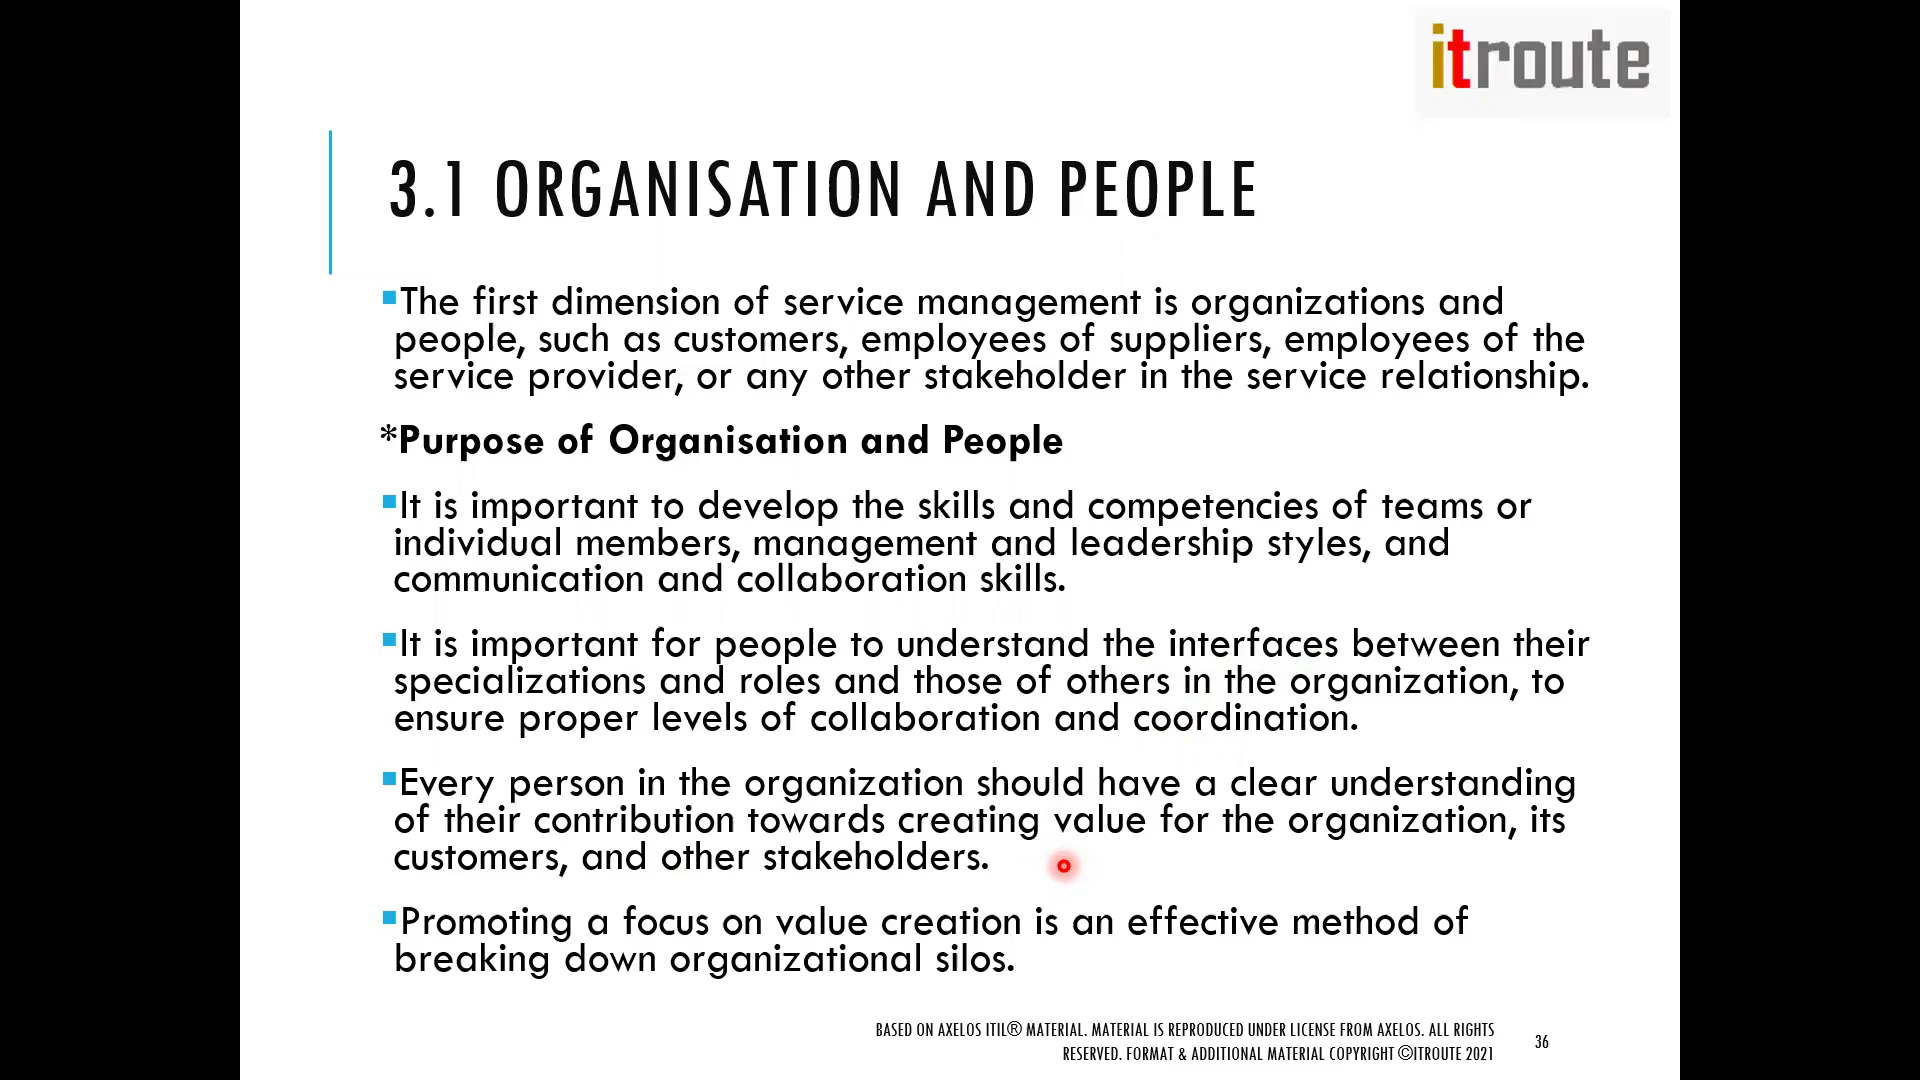 itroute
3.1 ORGANISATION AND PEOPLE
The first dimension of service management is organizations and
people, such as customers, employees of suppliers, employees of the
service provider, or any other stakeholder in the service relationship.
*Purpose of Organisation and People
It is important to develop the skills and competencies of teams or
individual members, management and leadership styles, and
communication and collaboration skills.
It is important for people to understand the interfaces between their
specializations and roles and those of others in the organization, to
ensure proper levels of collaboration and coordination.
Every person in the organization should have a clear understanding
of their contribution towards creating value for the organization, its
customers, and other stakeholders.
Promoting a focus on value creation is an effective method of
breaking down organizational silos.
BASED ON AXELOS ITIL® MATERIAL. MATERIAL IS REPRODUCED UNDER LICENSE FROM AXELOS. ALL RIGHTS
RESERVED. FORMAT & ADDITIONAL MATERIAL COPYRIGHT ©ITROUTE 2021
36